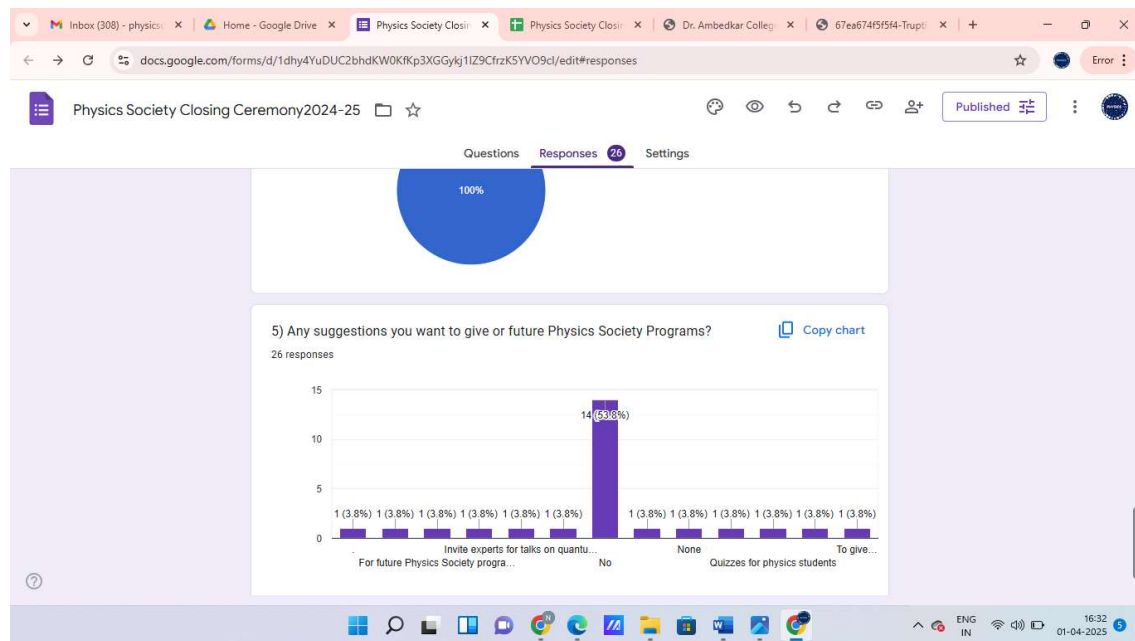 Inbox (308) - physics
Home - Google Drive
Physics Society Closin
Physics Society Closin
Dr. Ambedkar Colleg
67ea674f5f5f4-Trupti
docs.google.com/forms/d/1dhy4YuDUC2bhdKW0KfKp3XGGykj1IZ9CfrzK5YVO9cI/edit#responses
Error
Physics Society Closing Ceremony2024-25
Published
Questions Responses 26 Settings
100%
5) Any suggestions you want to give or future Physics Society Programs?
Copy chart
26 responses
15
10
5
0
14 (53.8%)
1 (3.8%) 1 (3.8%) 1 (3.8%) 1 (3.8%) 1 (3.8%) 1 (3.8%) 1 (3.8%) 1 (3.8%) 1 (3.8%) 1 (3.8%) 1 (3.8%) 1 (3.8%)
. Invite experts for talks on quantu… None To give…
For future Physics Society progra… No Quizzes for physics students
ENG
IN
16:32
01-04-2025
5